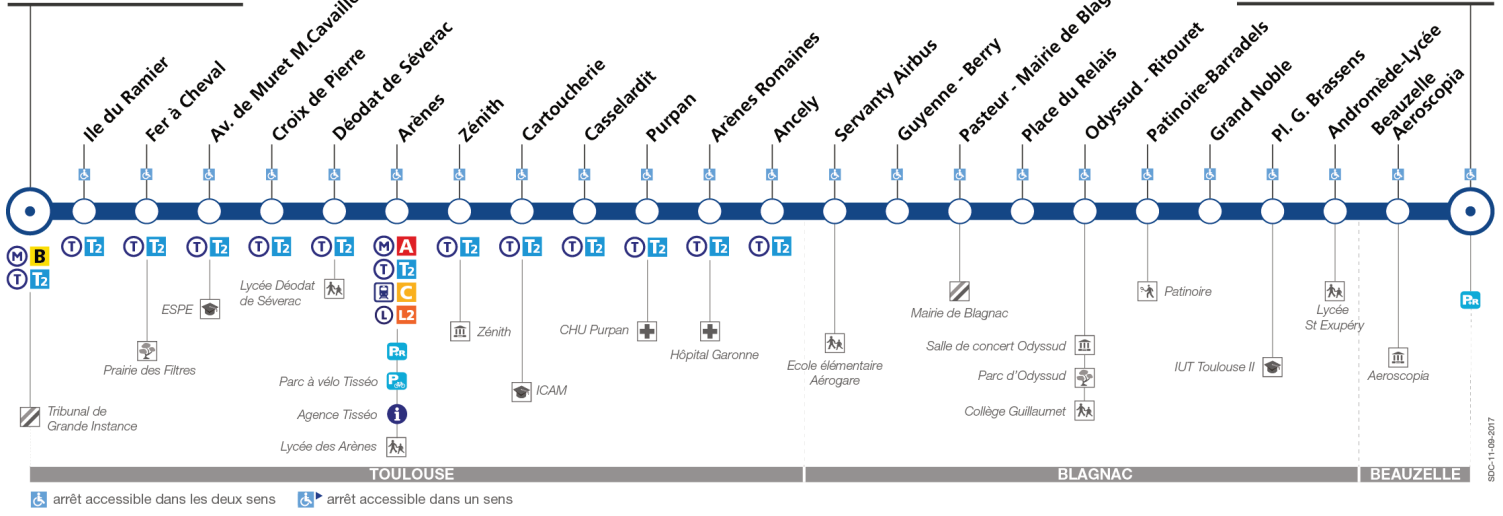 Ile du Ramier
Fer à Cheval
Av. de Muret M.Cavaillé
Croix de Pierre
Déodat de Séverac
Arènes
Zénith
Cartoucherie
Casselardit
Purpan
Arènes Romaines
Ancely
Servanty Airbus
Guyenne - Berry
Pasteur - Mairie de
Place du Relais
Odyssud - Ritouret
Patinoire-Barradels
Grand Noble
Pl. G. Brassens
Andromède-Lycée
Beauzelle
Aeroscopia
M B
T T2
T T2
T T2
T T2
T T2
T T2
M A
T T2
C
L L2
T T2
T T2
T T2
T T2
T T2
T T2
P+R
P
i
P+R
Tribunal de
Grande Instance
Prairie des Filtres
ESPE
Lycée Déodat
de Séverac
Parc à vélo Tisséo
Agence Tisséo
Lycée des Arènes
Zénith
ICAM
CHU Purpan
Hôpital Garonne
Ecole élémentaire
Aérogare
Mairie de Blagnac
Salle de concert Odyssud
Parc d'Odyssud
Collège Guillaumet
Patinoire
IUT Toulouse II
Lycée
St Exupéry
Aeroscopia
TOULOUSE
BLAGNAC
BEAUZELLE
arrêt accessible dans les deux sens
arrêt accessible dans un sens
SDC-11-09-2017